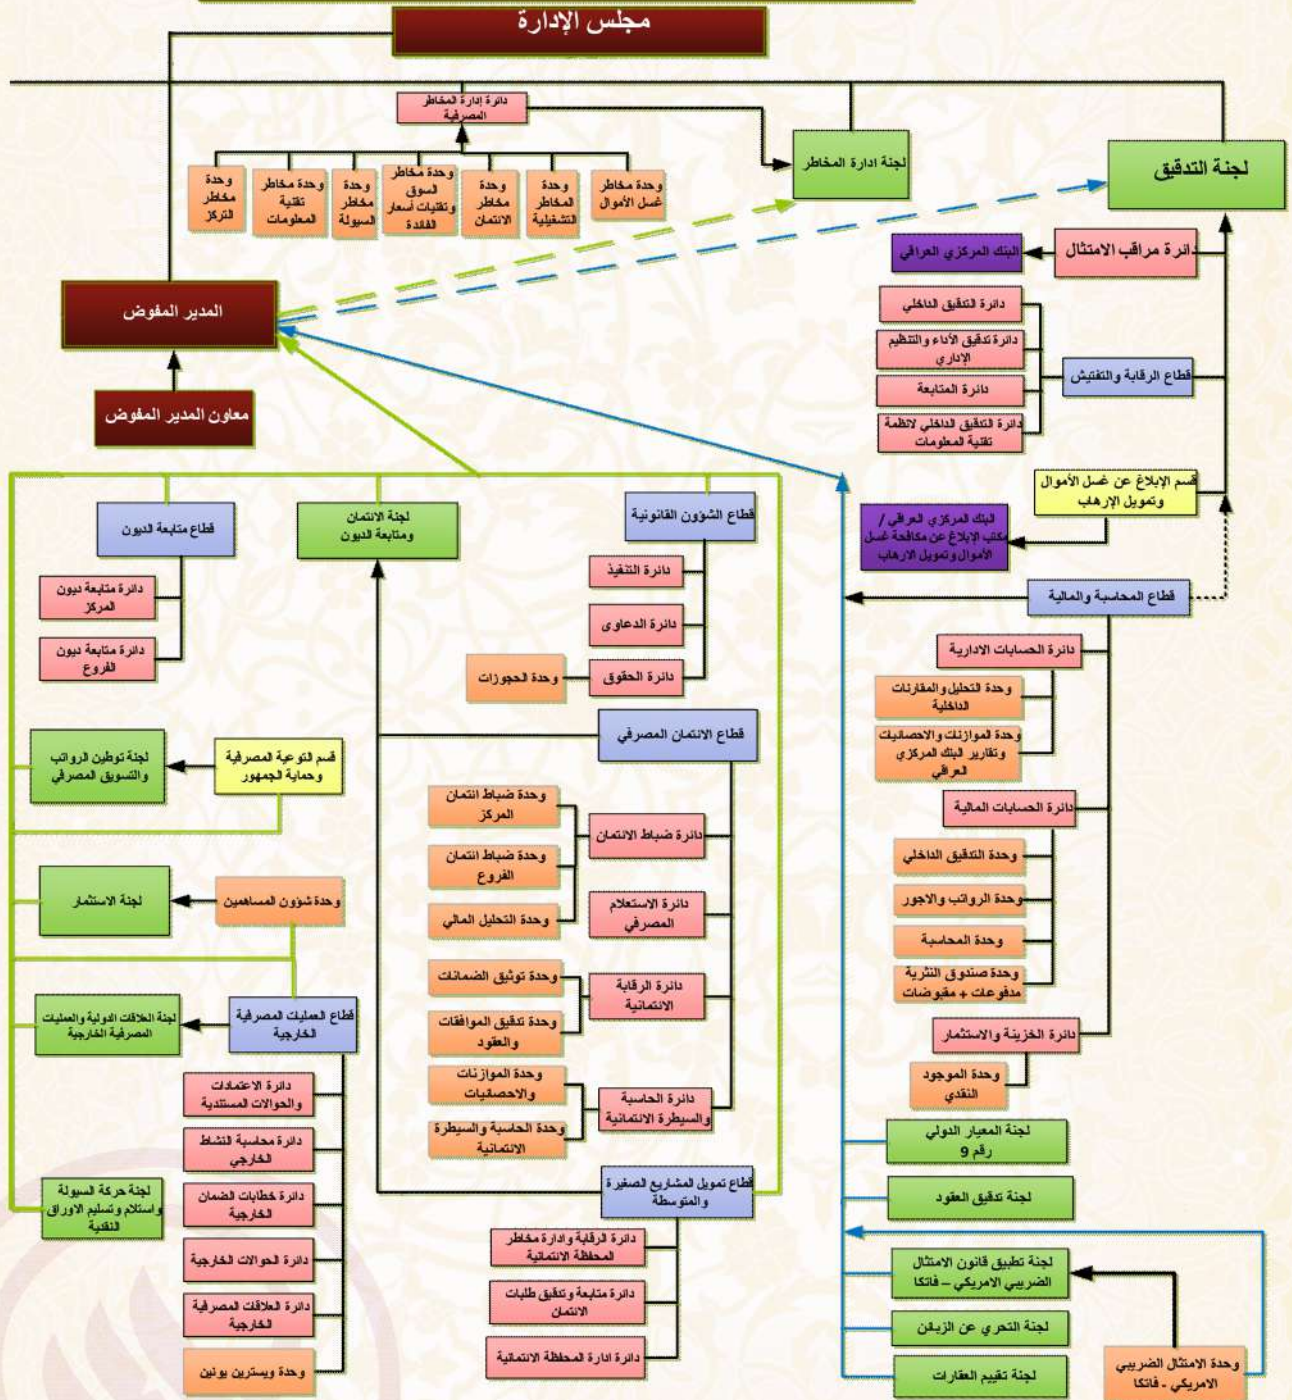 مجلس الإدارة
دائرة إدارة المخاطر
المصرفية
لجنة ادارة المخاطر
لجنة التدقيق
وحدة مخاطر
غسل الأموال
وحدة
المخاطر
التشغيلية
وحدة
مخاطر
الائتمان
وحدة مخاطر
السوق
وتقنيات أسعار
الفائدة
وحدة
مخاطر
السيولة
وحدة مخاطر
تقنية
المعلومات
وحدة
مخاطر
التركز
دائرة مراقب الامتثال
البنك المركزي العراقي
المدير المفوض
معاون المدير المفوض
قطاع الرقابة والتفتيش
دائرة التدقيق الداخلي
دائرة تدقيق الأداء والتنظيم
الإداري
دائرة المتابعة
دائرة التدقيق الداخلي لانظمة
تقنية المعلومات
قسم الإبلاغ عن غسل الأموال
وتمويل الإرهاب
البنك المركزي العراقي /
مكتب الإبلاغ عن مكافحة غسل
الأموال وتمويل الارهاب
قطاع المحاسبة والمالية
دائرة الحسابات الادارية
وحدة التحليل والمقارنات
الداخلية
وحدة الموازنات والاحصائيات
وتقارير البنك المركزي
العراقي
دائرة الحسابات المالية
وحدة التدقيق الداخلي
وحدة الرواتب والاجور
وحدة المحاسبة
وحدة صندوق النثرية
مدفوعات + مقبوضات
دائرة الخزينة والاستثمار
وحدة الموجود
النقدي
لجنة المعيار الدولي
رقم 9
لجنة تدقيق العقود
لجنة تطبيق قانون الامتثال
الضريبي الامريكي – فاتكا
لجنة التحري عن الزبائن
لجنة تقييم العقارات
وحدة الامتثال الضريبي
الامريكي - فاتكا
قطاع الشؤون القانونية
دائرة التنفيذ
دائرة الدعاوى
دائرة الحقوق
وحدة الحجوزات
لجنة الائتمان
ومتابعة الديون
قطاع متابعة الديون
دائرة متابعة ديون
المركز
دائرة متابعة ديون
الفروع
قطاع الائتمان المصرفي
دائرة ضباط الائتمان
وحدة ضباط ائتمان
المركز
وحدة ضباط ائتمان
الفروع
وحدة التحليل المالي
دائرة الاستعلام
المصرفي
دائرة الرقابة
الائتمانية
وحدة توثيق الضمانات
وحدة تدقيق الموافقات
والعقود
دائرة الحاسبة
والسيطرة الائتمانية
وحدة الموازنات
والاحصائيات
وحدة الحاسبة والسيطرة
الائتمانية
قطاع تمويل المشاريع الصغيرة
والمتوسطة
دائرة الرقابة وادارة مخاطر
المحفظة الائتمانية
دائرة متابعة وتدقيق طلبات
الائتمان
دائرة ادارة المحفظة الائتمانية
قسم التوعية المصرفية
وحماية الجمهور
لجنة توطين الرواتب
والتسويق المصرفي
وحدة شؤون المساهمين
لجنة الاستثمار
قطاع العمليات المصرفية
الخارجية
لجنة العلاقات الدولية والعمليات
المصرفية الخارجية
دائرة الاعتمادات
والحوالات المستندية
دائرة محاسبة النشاط
الخارجي
دائرة خطابات الضمان
الخارجية
دائرة الحوالات الخارجية
دائرة العلاقات المصرفية
الخارجية
وحدة ويسترين يونين
لجنة حركة السيولة
واستلام وتسليم الاوراق
النقدية